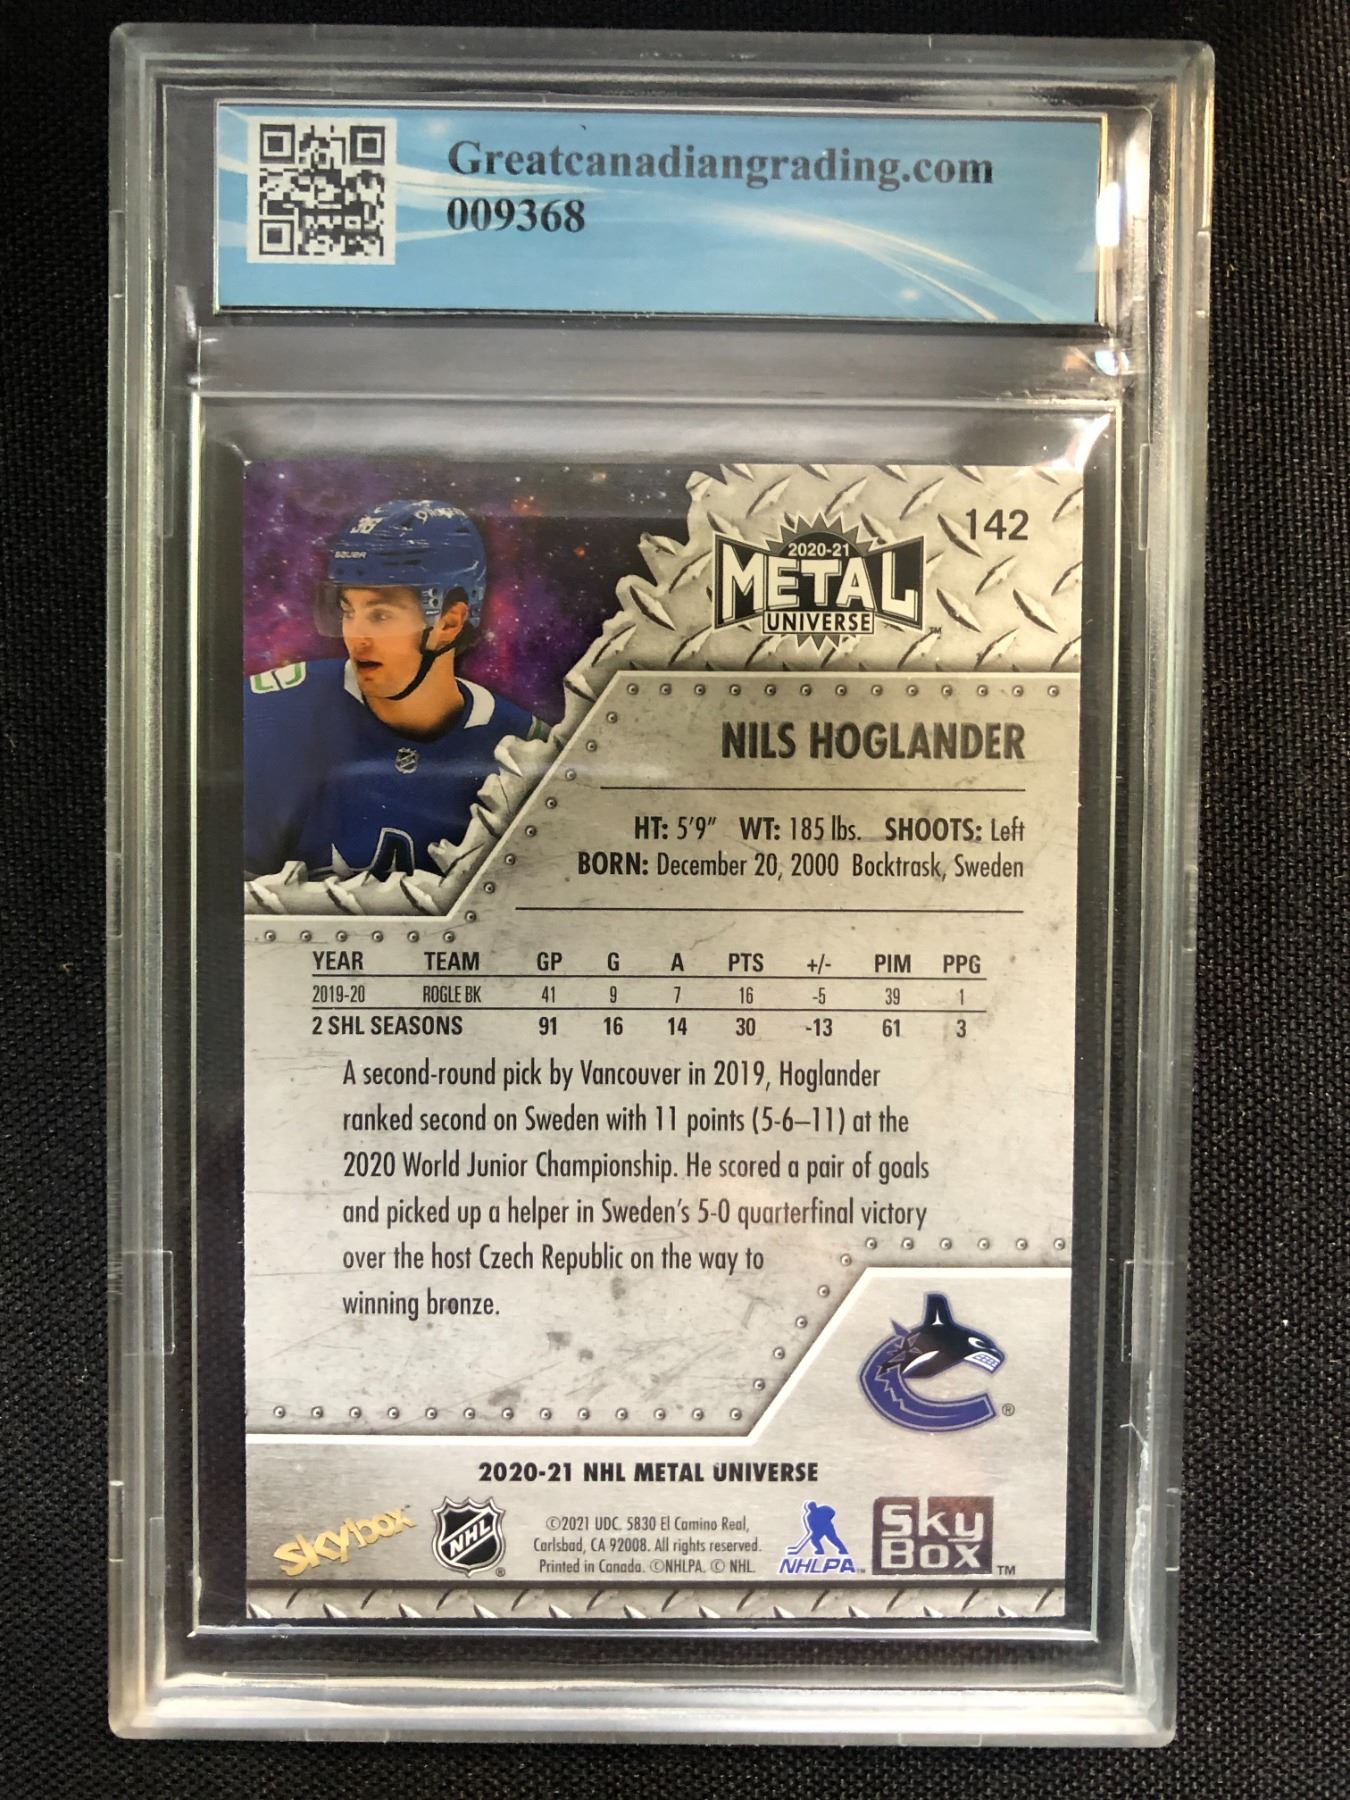 Greatcanadiangrading.com
009368
142
2020-21
METAL
UNIVERSE
TM
BAUER
NILS HOGLANDER
HT: 5'9" WT: 185 lbs. SHOOTS: Left
BORN: December 20, 2000 Bocktrask, Sweden
YEAR TEAM GP G A PTS +/- PIM PPG
2019-20 ROGLE BK 41 9 7 16 -5 39 1
2 SHL SEASONS 91 16 14 30 -13 61 3
A second-round pick by Vancouver in 2019, Hoglander
ranked second on Sweden with 11 points (5-6–11) at the
2020 World Junior Championship. He scored a pair of goals
and picked up a helper in Sweden's 5-0 quarterfinal victory
over the host Czech Republic on the way to
winning bronze.
®
2020-21 NHL METAL UNIVERSE
skybox™
NHL
®
©2021 UDC. 5830 El Camino Real,
Carlsbad, CA 92008. All rights reserved.
Printed in Canada. ©NHLPA. © NHL.
NHLPA™
SKY
BOX
TM